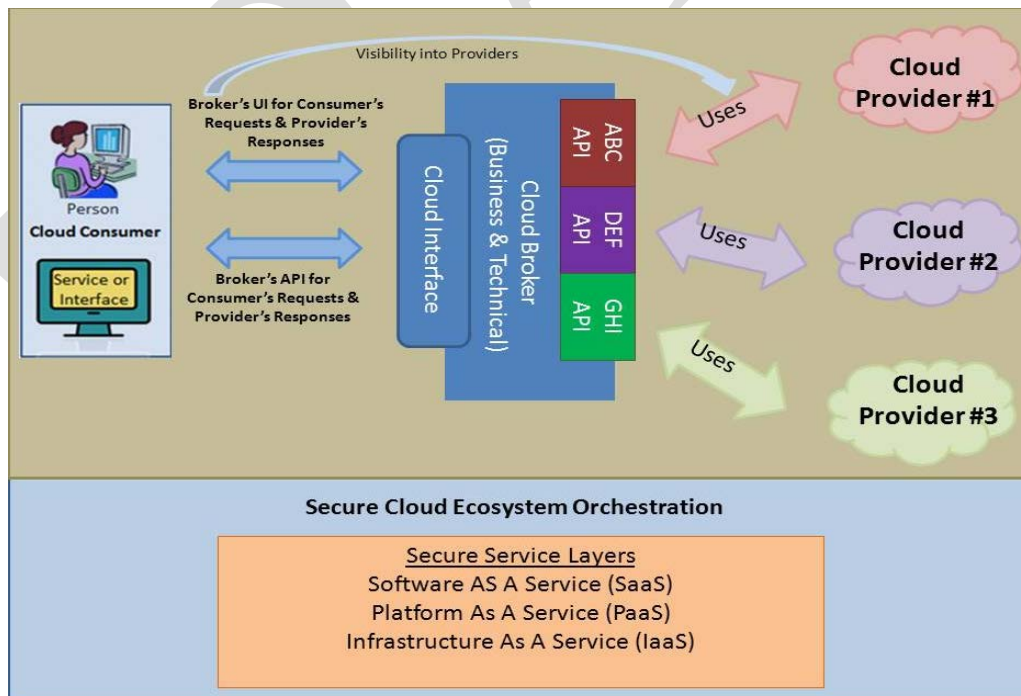 Visibility into Providers
Broker's UI for Consumer's
Requests & Provider's
Responses
Person
Cloud Consumer
Service or
Interface
Broker's API for
Consumer's Requests &
Provider's Responses
Cloud Interface
Cloud Broker
(Business & Technical)
ABC
API
DEF
API
GHI
API
Uses
Cloud
Provider #1
Uses
Cloud
Provider #2
Uses
Cloud
Provider #3
Secure Cloud Ecosystem Orchestration
Secure Service Layers
Software AS A Service (SaaS)
Platform As A Service (PaaS)
Infrastructure As A Service (IaaS)